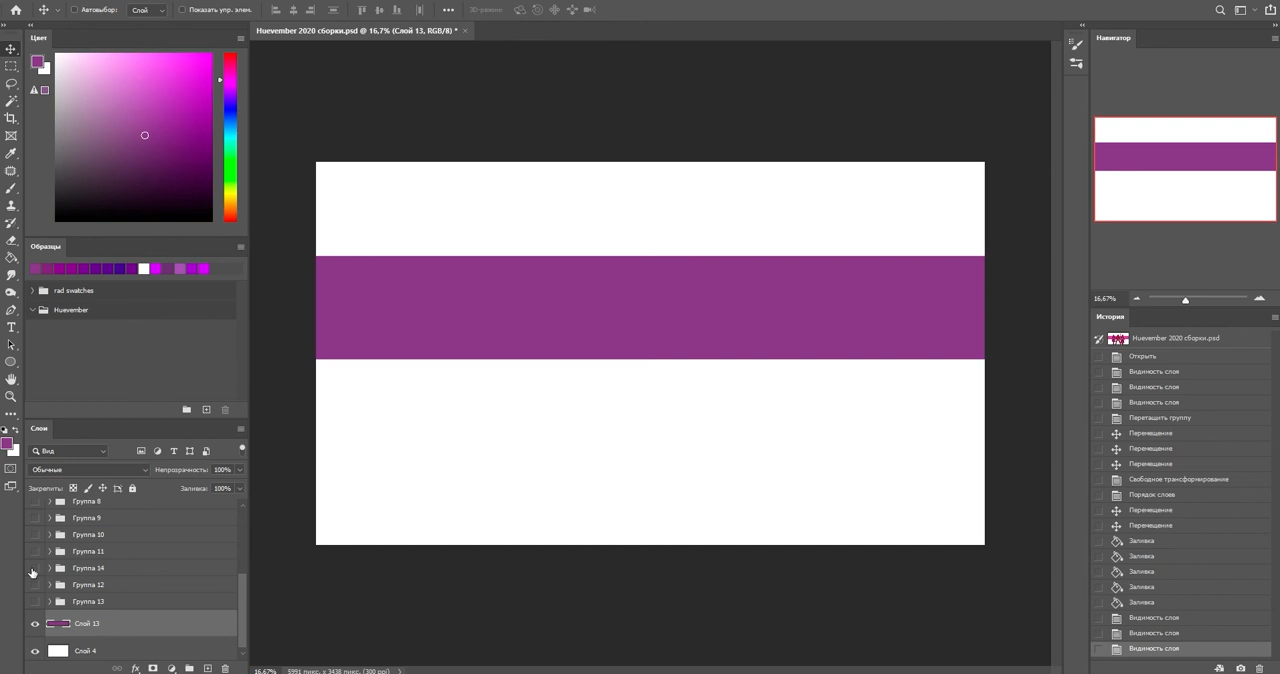 Автовыбор: Слой Показать упр. элем. ••• 3D-режим
Huevember 2020 сборки.psd @ 16,7% (Слой 13, RGB/8) *
Цвет
Образцы
rad swatches
Huevember
Слои
Вид
Обычные Непрозрачность: 100%
Закрепить: Заливка: 100%
Группа 8
Группа 9
Группа 10
Группа 11
Группа 14
Группа 12
Группа 13
Слой 13
Слой 4
16,67% 5991 пикс. x 3438 пикс. (300 ppi)
Навигатор
16,67%
История
Huevember 2020 сборки.psd
Открыть
Видимость слоя
Видимость слоя
Видимость слоя
Перетащить группу
Перемещение
Перемещение
Перемещение
Свободное трансформирование
Порядок слоев
Перемещение
Перемещение
Заливка
Заливка
Заливка
Заливка
Заливка
Видимость слоя
Видимость слоя
Видимость слоя